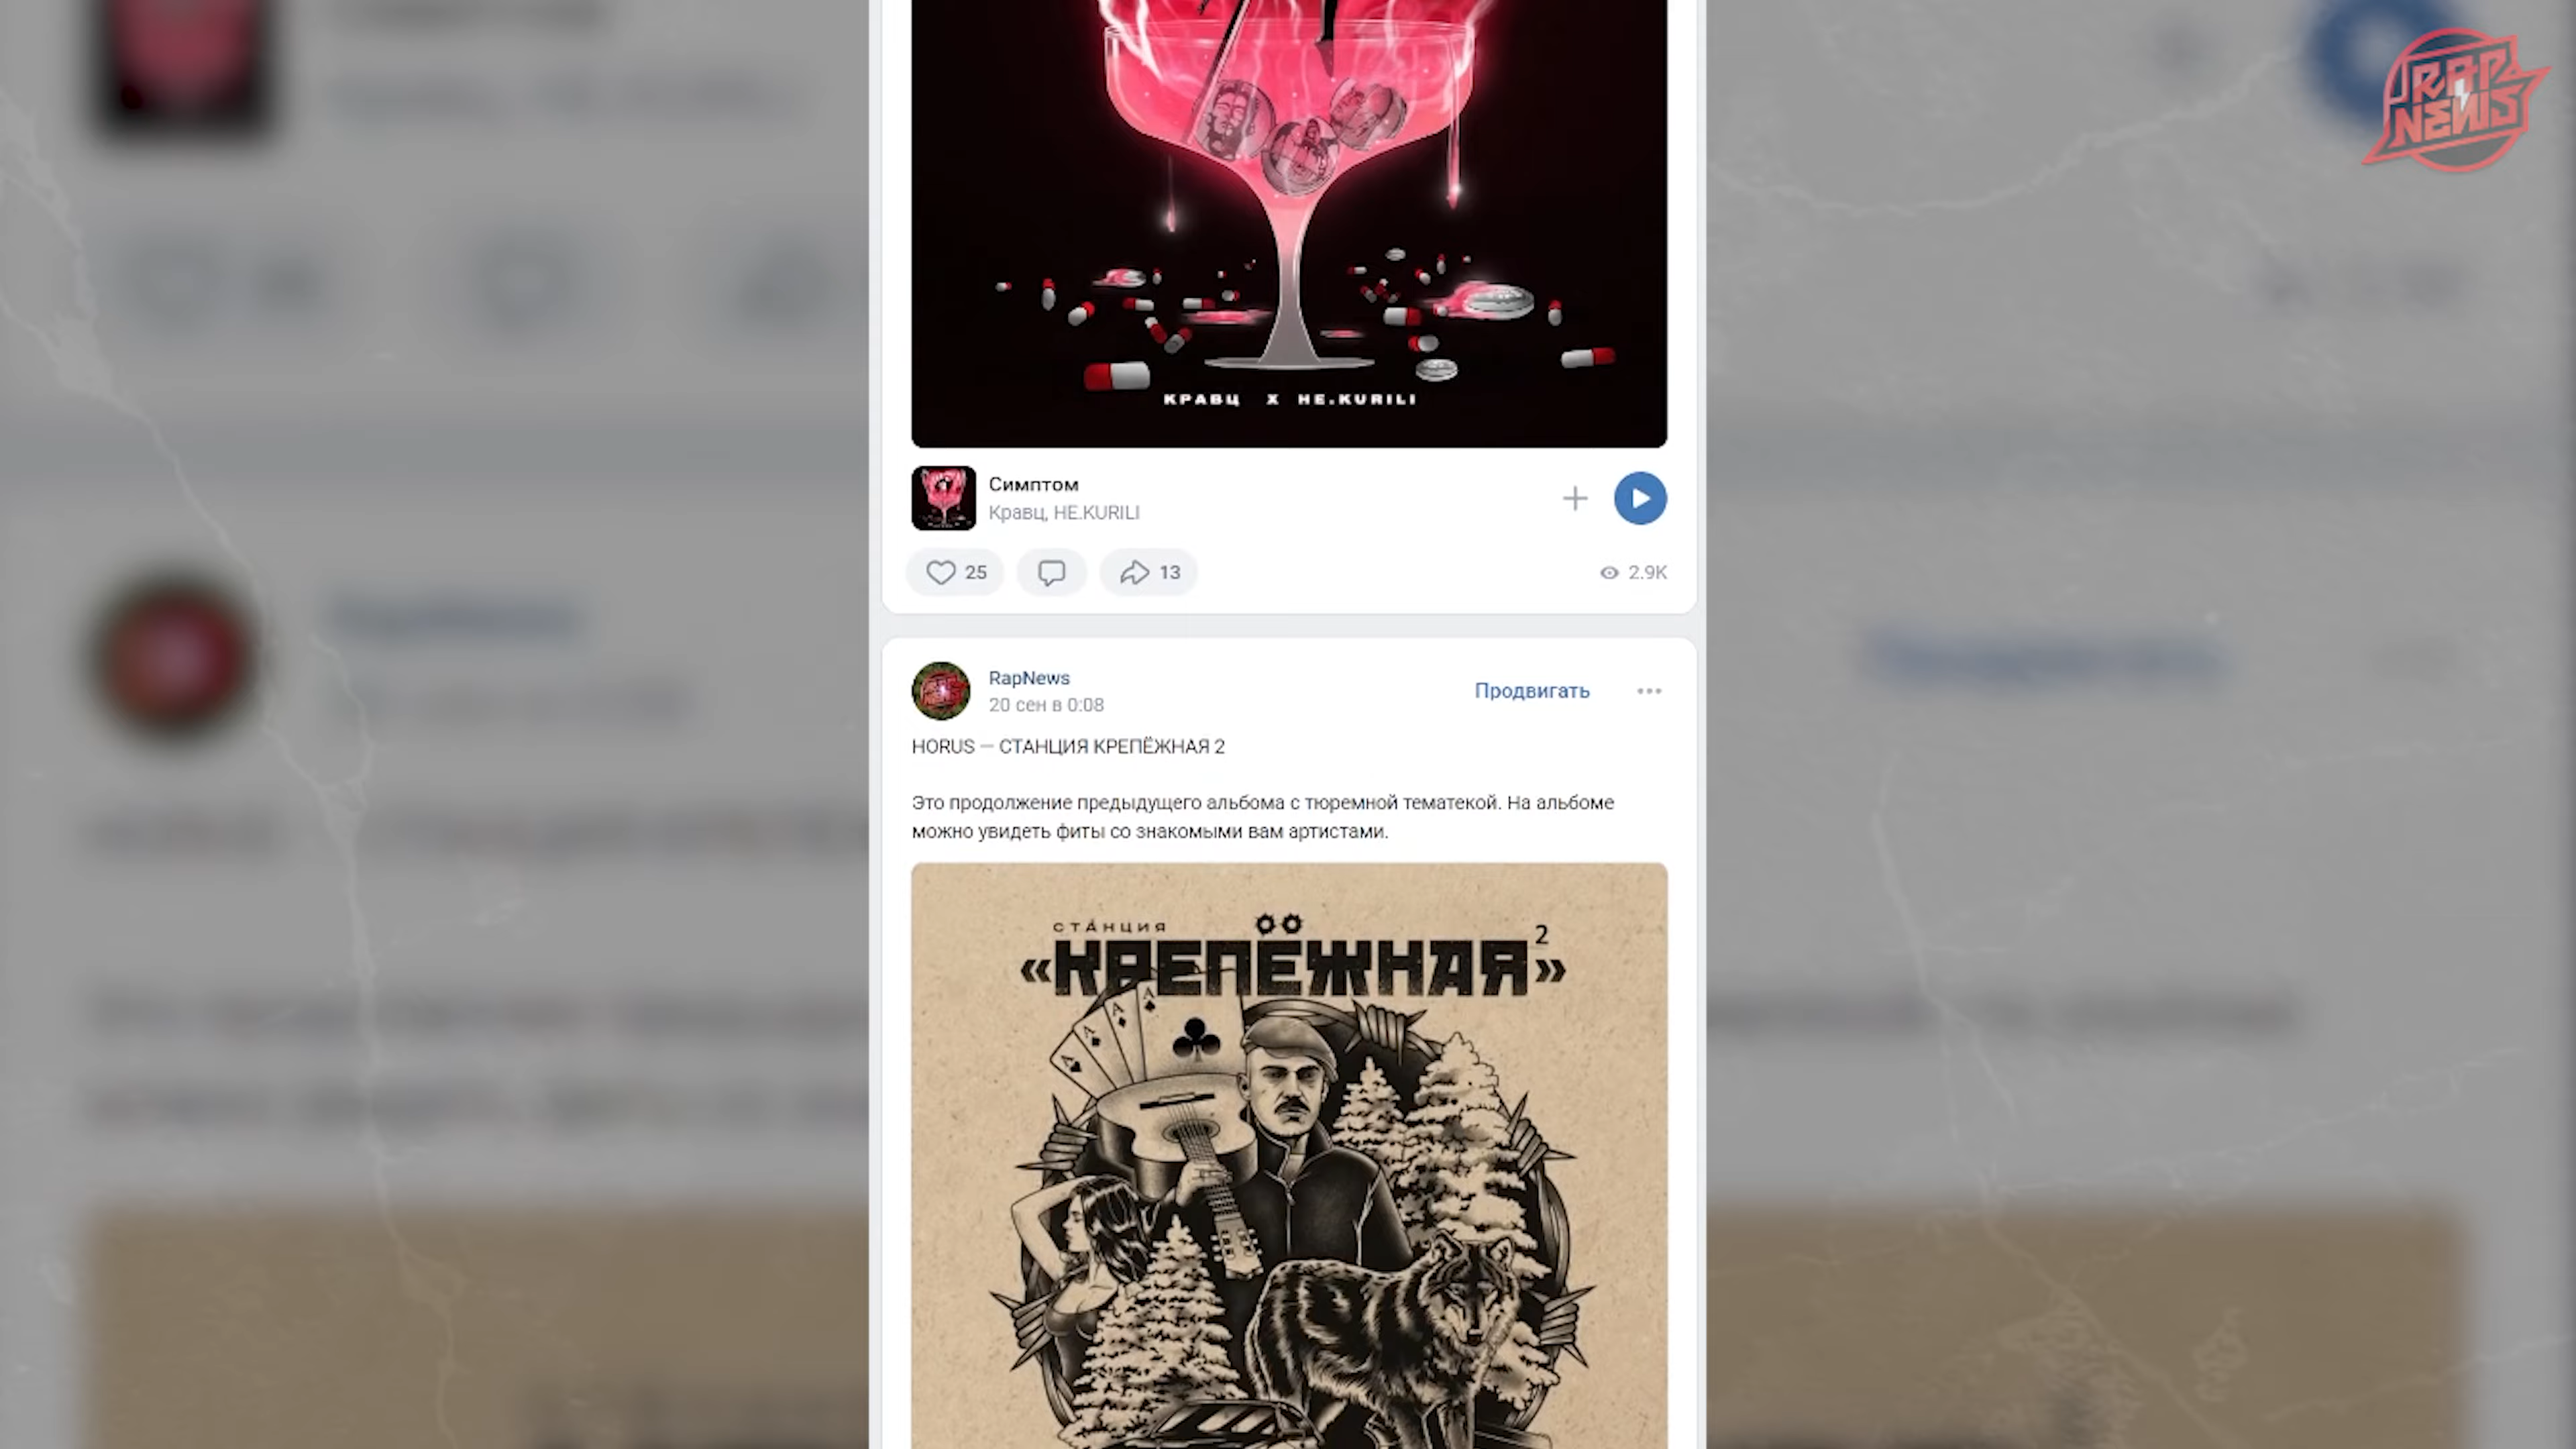 RAP
NEWS
КРАВЦ X HE.KURILI
Симптом
Кравц, HE.KURILI
25
13
2.9K
RapNews
20 сен в 0:08
Продвигать
HORUS — СТАНЦИЯ КРЕПЁЖНАЯ 2
Это продолжение предыдущего альбома с тюремной тематекой. На альбоме
можно увидеть фиты со знакомыми вам артистами.
СТАНЦИЯ
«КРЕПЁЖНАЯ» 2
A
A
A
A